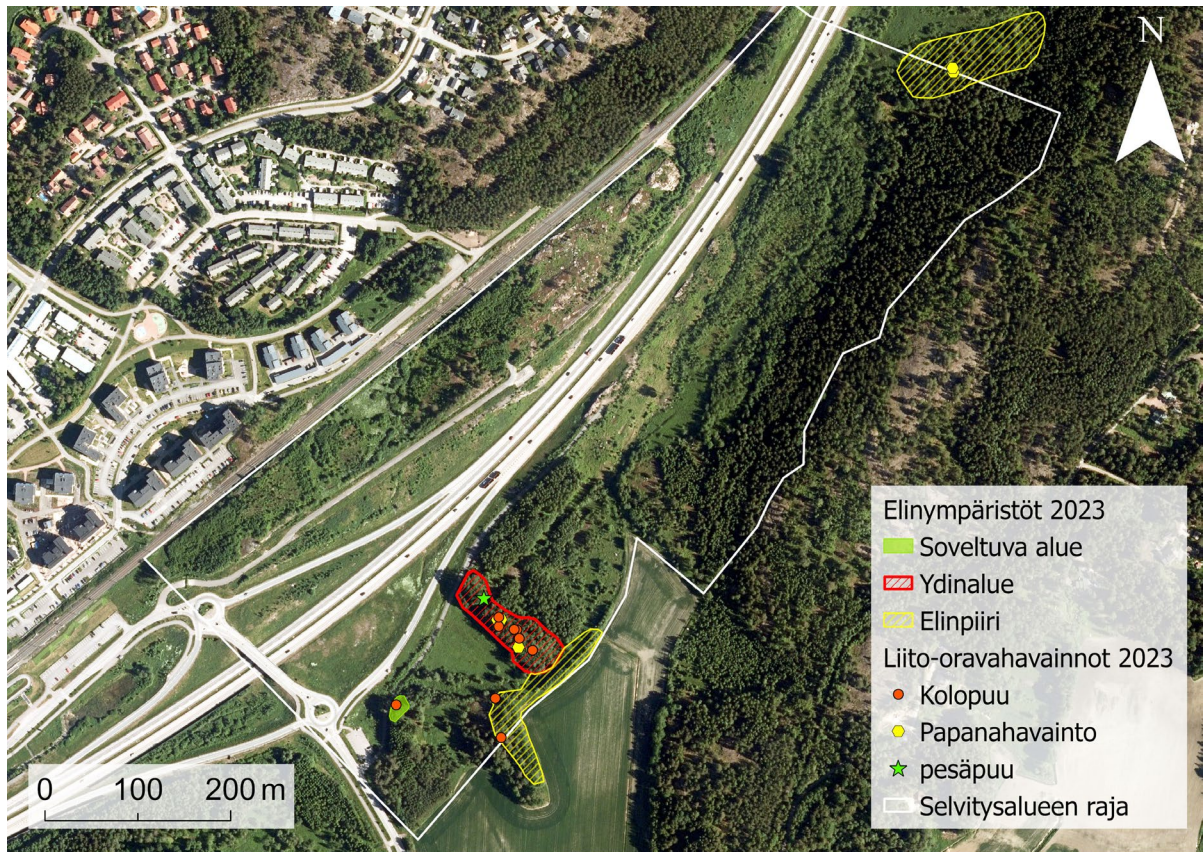 N
Elinympäristöt 2023
Soveltuva alue
Ydinalue
Elinpiiri
Liito-oravahavainnot 2023
Kolopuu
Papanahavainto
pesäpuu
Selvitysalueen raja
0 100 200 m